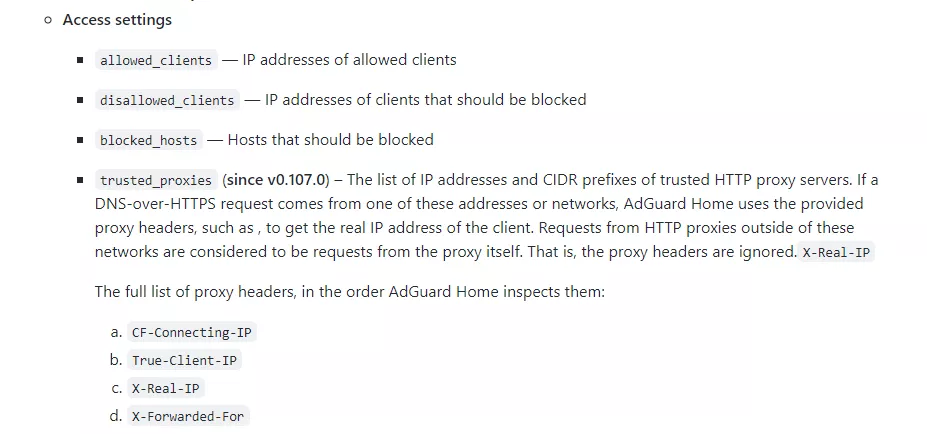 Access settings
allowed_clients — IP addresses of allowed clients
disallowed_clients — IP addresses of clients that should be blocked
blocked_hosts — Hosts that should be blocked
trusted_proxies (since v0.107.0) – The list of IP addresses and CIDR prefixes of trusted HTTP proxy servers. If a
DNS-over-HTTPS request comes from one of these addresses or networks, AdGuard Home uses the provided
proxy headers, such as , to get the real IP address of the client. Requests from HTTP proxies outside of these
networks are considered to be requests from the proxy itself. That is, the proxy headers are ignored. X-Real-IP
The full list of proxy headers, in the order AdGuard Home inspects them:
a. CF-Connecting-IP
b. True-Client-IP
c. X-Real-IP
d. X-Forwarded-For